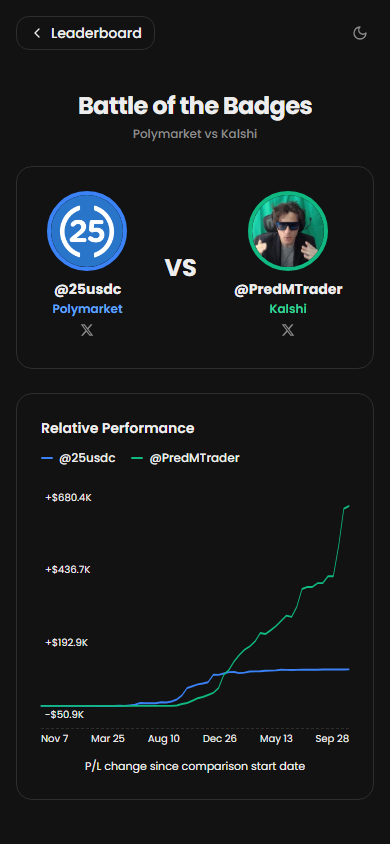 Leaderboard
Battle of the Badges
Polymarket vs Kalshi
25
@25usdc
Polymarket
VS
@PredMTrader
Kalshi
Relative Performance
@25usdc
@PredMTrader
+$680.4K
+$436.7K
+$192.9K
-$50.9K
Nov 7 Mar 25 Aug 10 Dec 26 May 13 Sep 28
P/L change since comparison start date